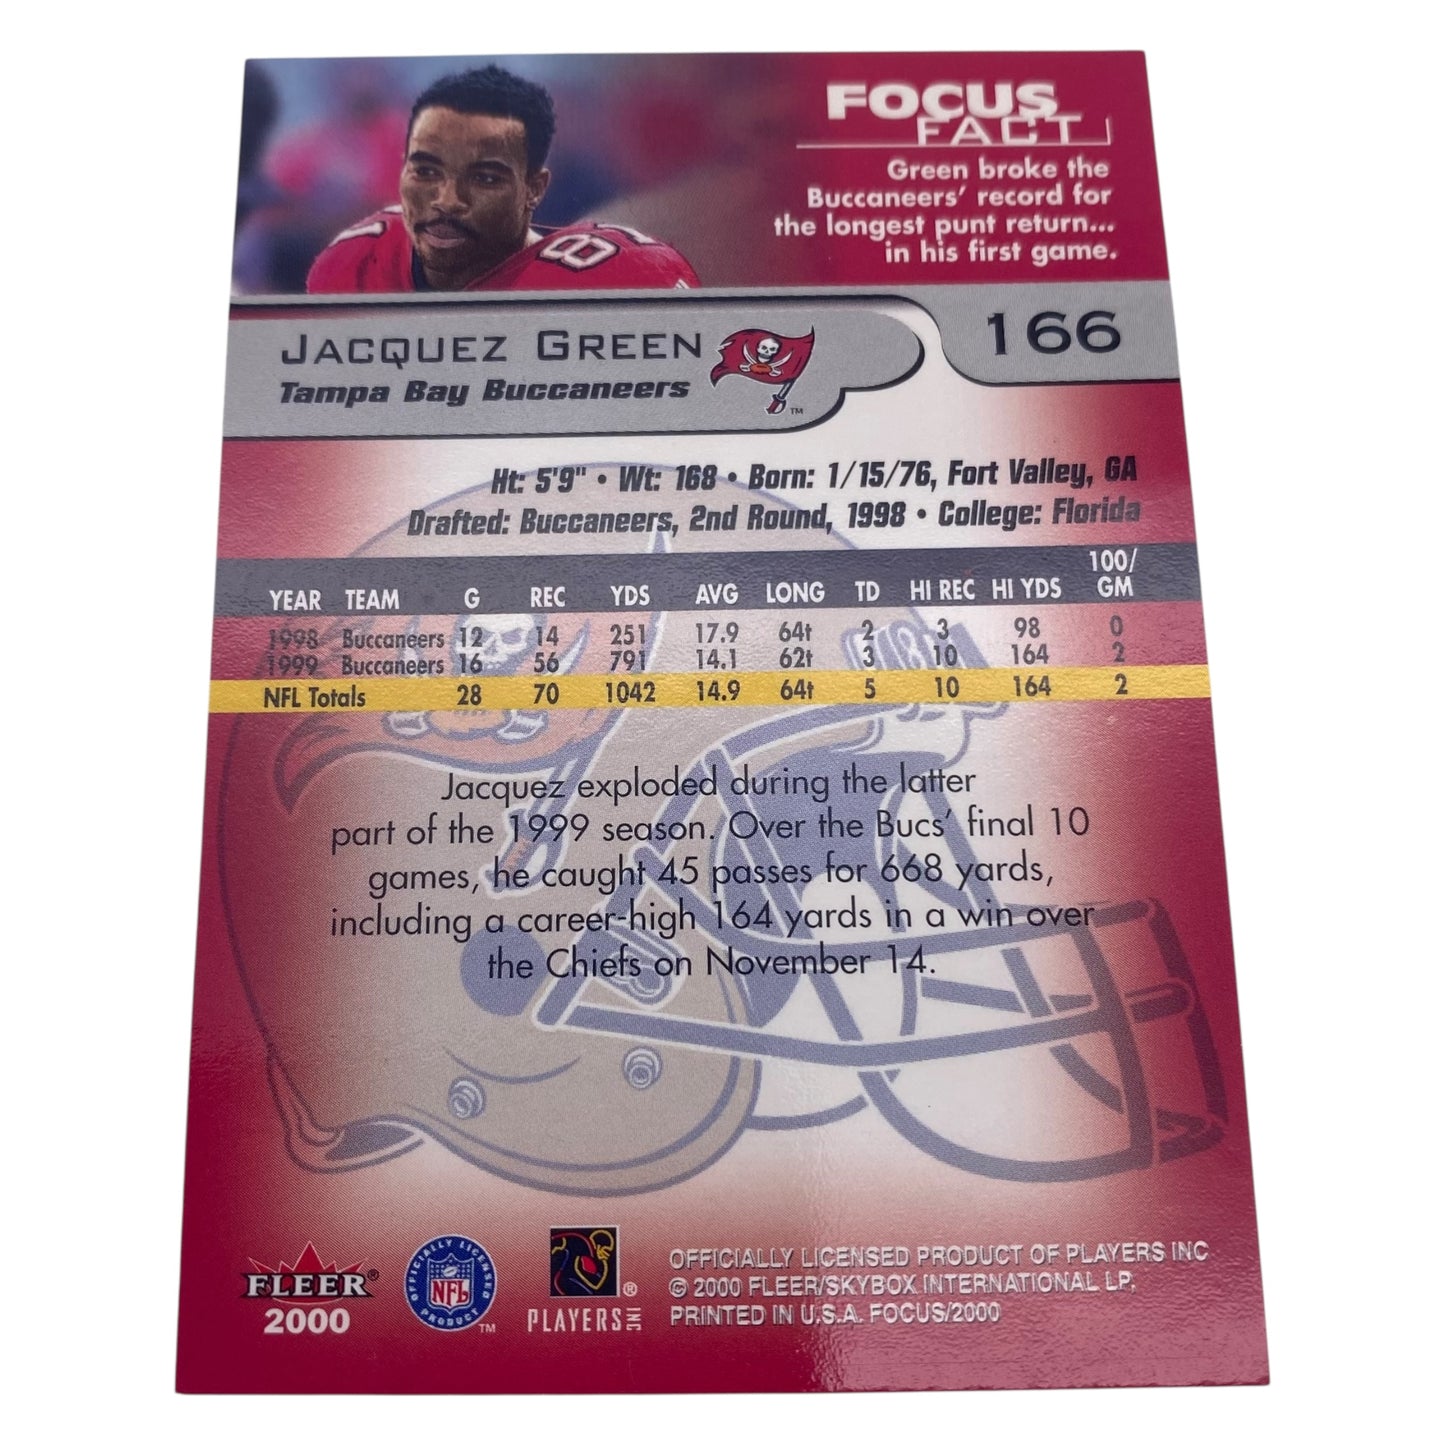 FOCUS
FACT
Green broke the
Buccaneers' record for
the longest punt return...
in his first game.
81
JACQUEZ GREEN
Tampa Bay Buccaneers
TM
166
Ht: 5'9" • Wt: 168 • Born: 1/15/76, Fort Valley, GA
Drafted: Buccaneers, 2nd Round, 1998 • College: Florida
YEAR TEAM G REC YDS AVG LONG TD HI REC HI YDS 100/GM
1998 Buccaneers 12 14 251 17.9 64t 2 3 98 0
1999 Buccaneers 16 56 791 14.1 62t 3 10 164 2
NFL Totals 28 70 1042 14.9 64t 5 10 164 2
Jacquez exploded during the latter
part of the 1999 season. Over the Bucs' final 10
games, he caught 45 passes for 668 yards,
including a career-high 164 yards in a win over
the Chiefs on November 14.
FLEER®
2000
OFFICIALLY LICENSED
NFL
PRODUCT
TM
®
PLAYERS INC
OFFICIALLY LICENSED PRODUCT OF PLAYERS INC
© 2000 FLEER/SKYBOX INTERNATIONAL LP,
PRINTED IN U.S.A. FOCUS/2000